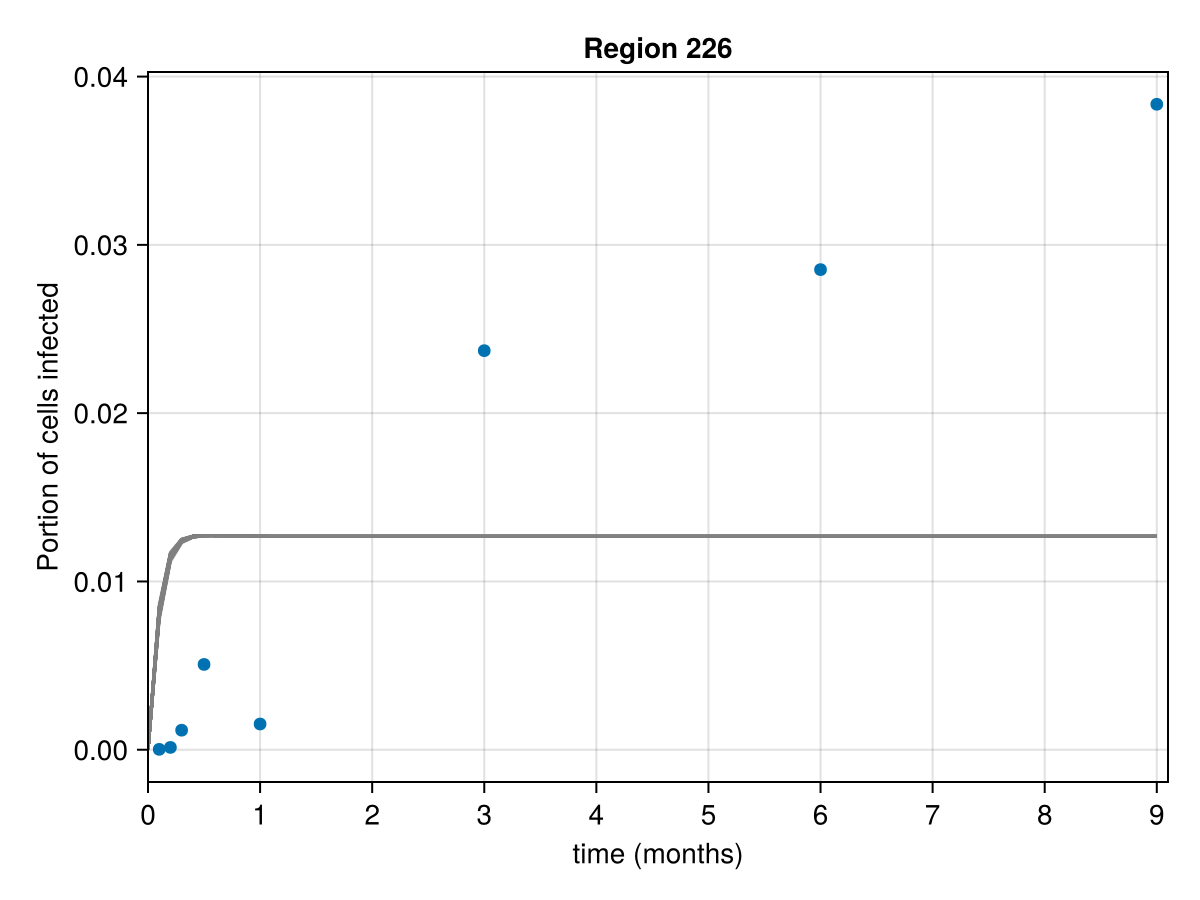 Region 226
Portion of cells infected
0.04
0.03
0.02
0.01
0.00
0 1 2 3 4 5 6 7 8 9
time (months)